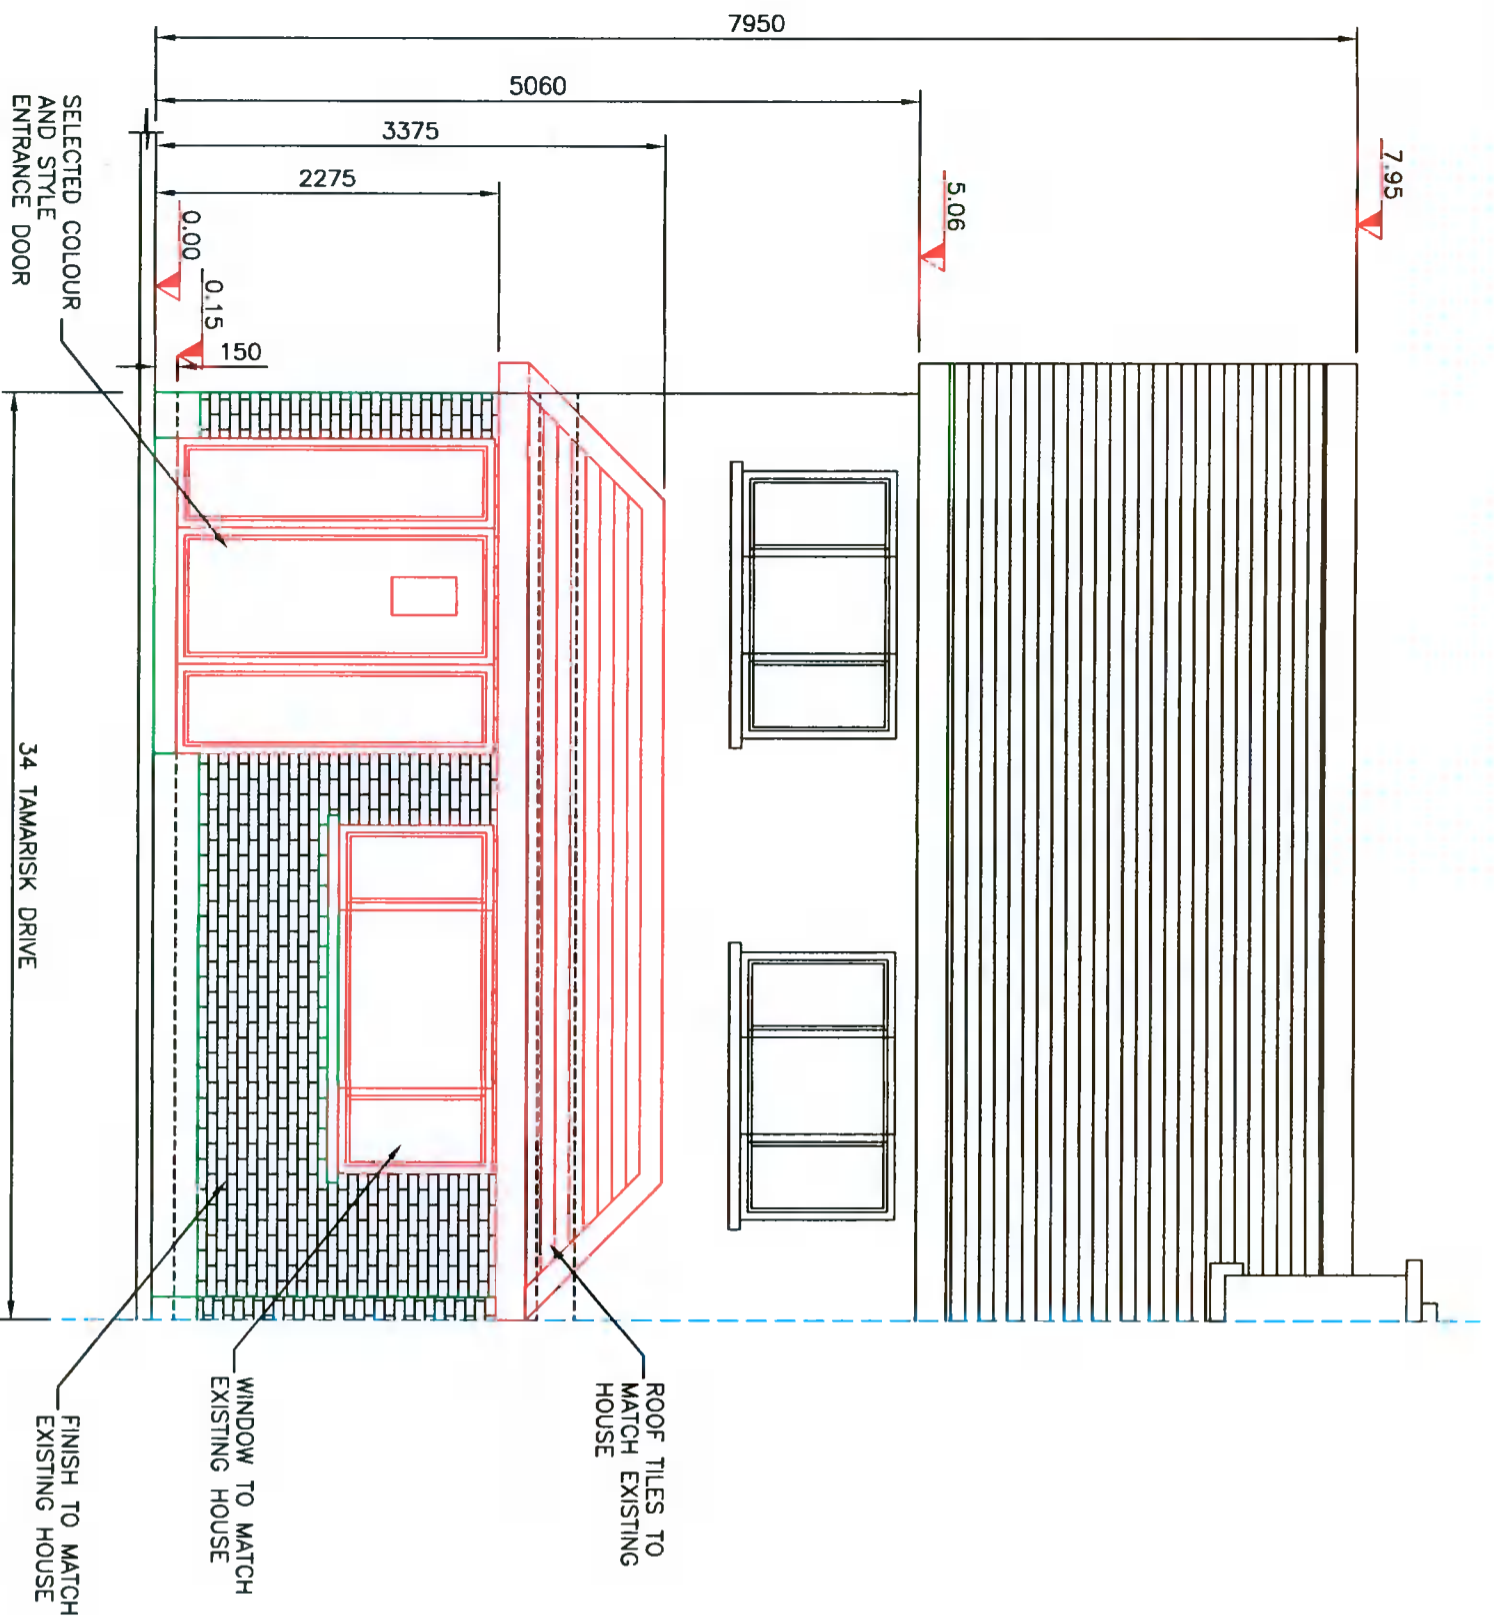 7950
5060
3375
2275
7.95
5.06
0.00
0.15
150
SELECTED COLOUR
AND STYLE
ENTRANCE DOOR
ROOF TILES TO
MATCH EXISTING
HOUSE
WINDOW TO MATCH
EXISTING HOUSE
FINISH TO MATCH
EXISTING HOUSE
34 TAMARISK DRIVE